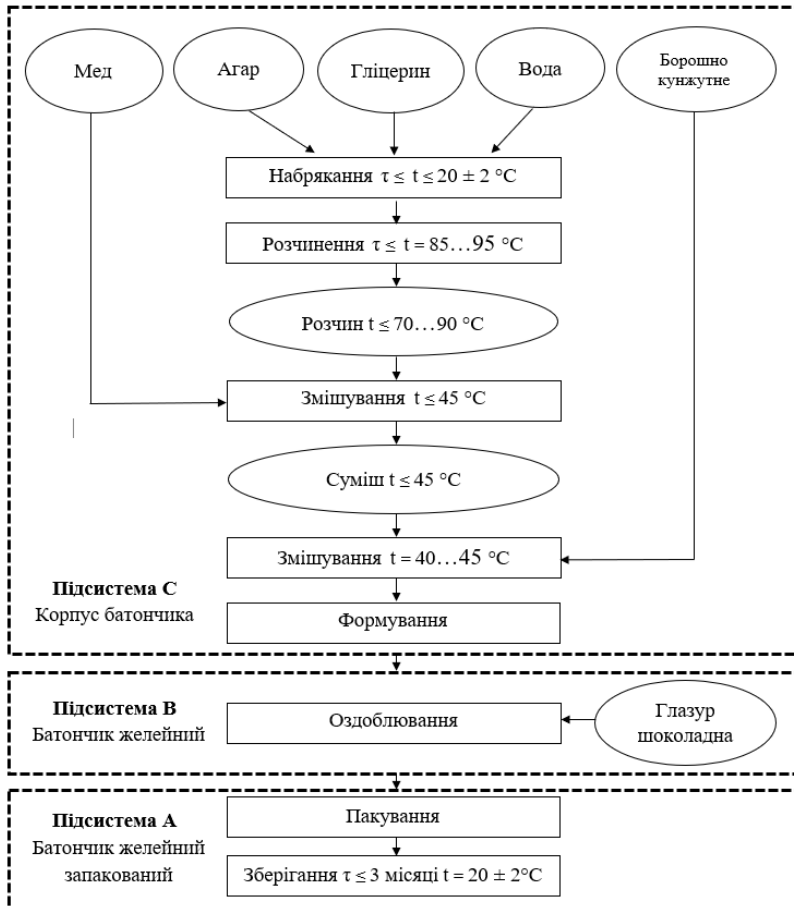 Мед
Агар
Гліцерин
Вода
Борошно
кунжутне
Набрякання τ ≤ t ≤ 20 ± 2 °C
Розчинення τ ≤ t = 85…95 °C
Розчин t ≤ 70…90 °C
Змішування t ≤ 45 °C
Суміш t ≤ 45 °C
Змішування t = 40…45 °C
Підсистема С
Корпус батончика
Формування
Підсистема В
Батончик желейний
Оздоблювання
Глазур
шоколадна
Підсистема А
Батончик желейний
запакований
Пакування
Зберігання τ ≤ 3 місяці t = 20 ± 2°C